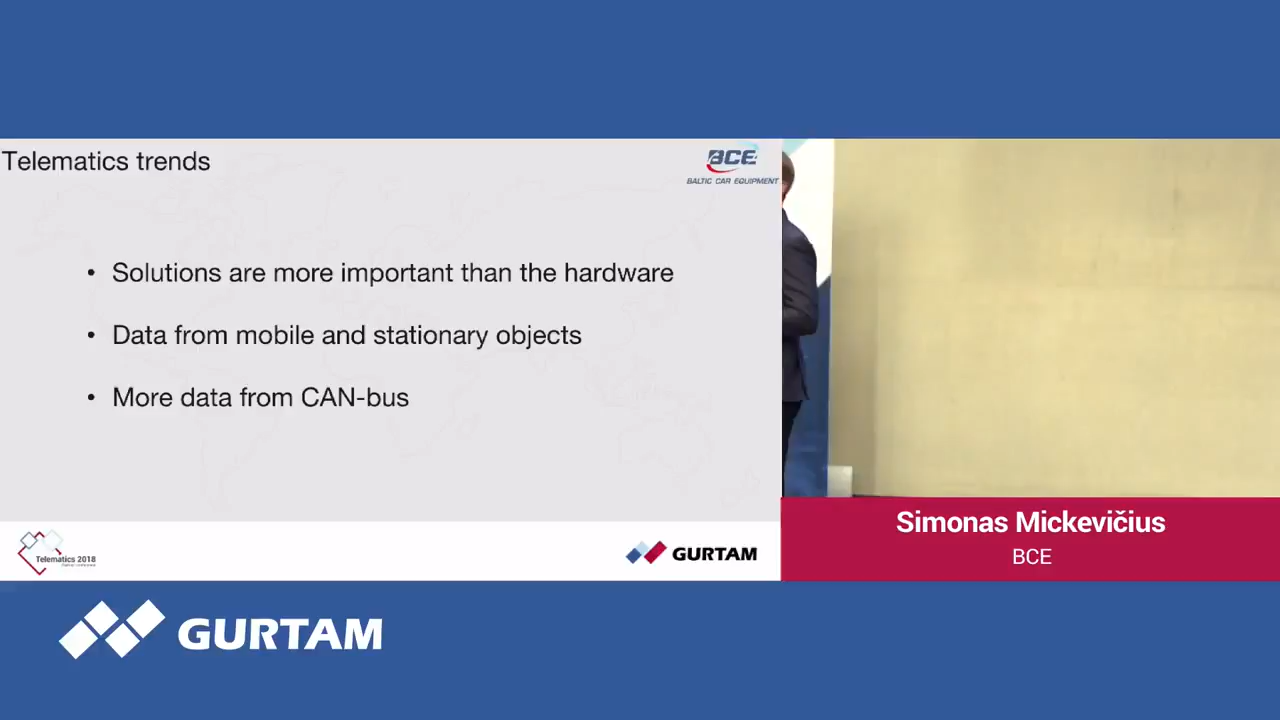 Telematics trends
BCE
BALTIC CAR EQUIPMENT
• Solutions are more important than the hardware
• Data from mobile and stationary objects
• More data from CAN-bus
Telematics 2018
GURTAM
Simonas Mickevičius
BCE
GURTAM